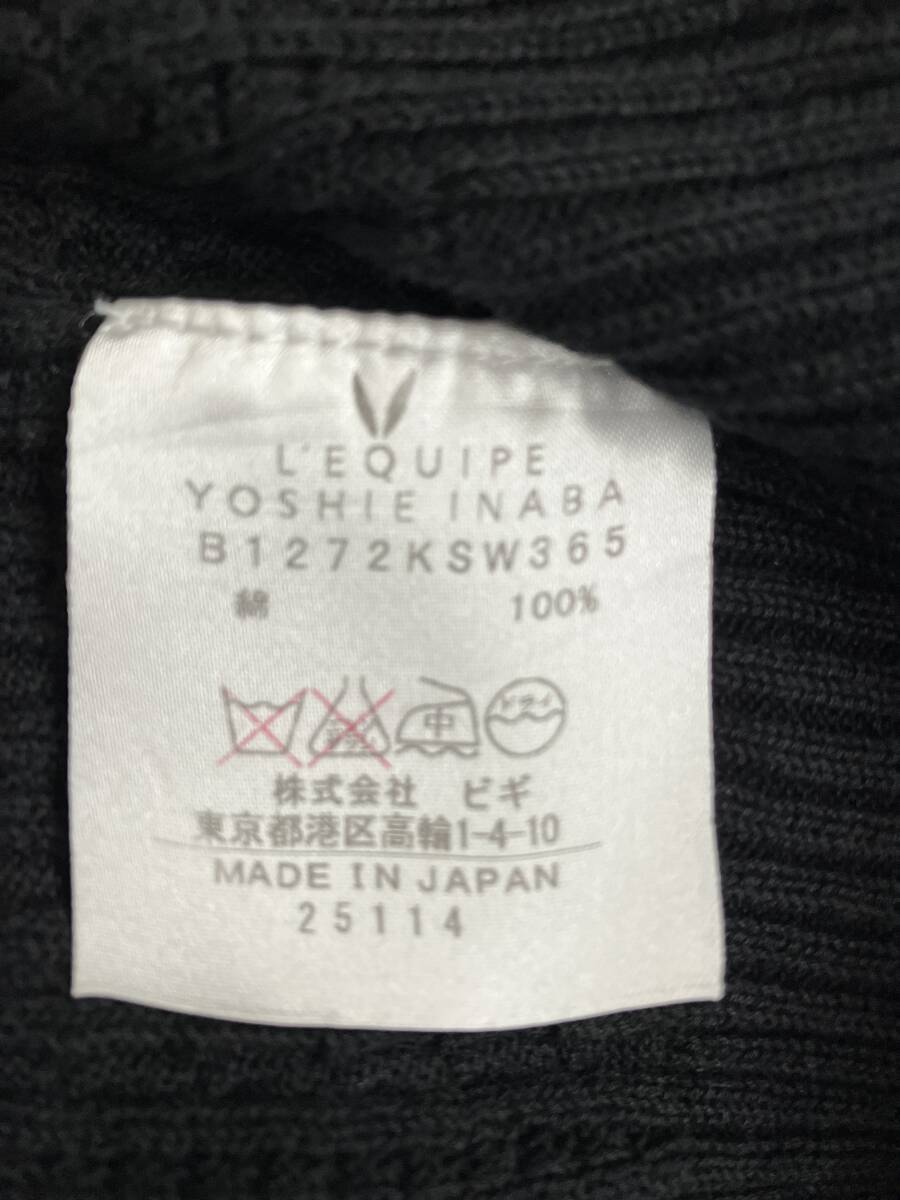 L'EQUIPE
YOSHIE INABA
B1272KSW365
綿 100%
中 ドライ
株式会社 ビギ
東京都港区高輪1-4-10
MADE IN JAPAN
25114